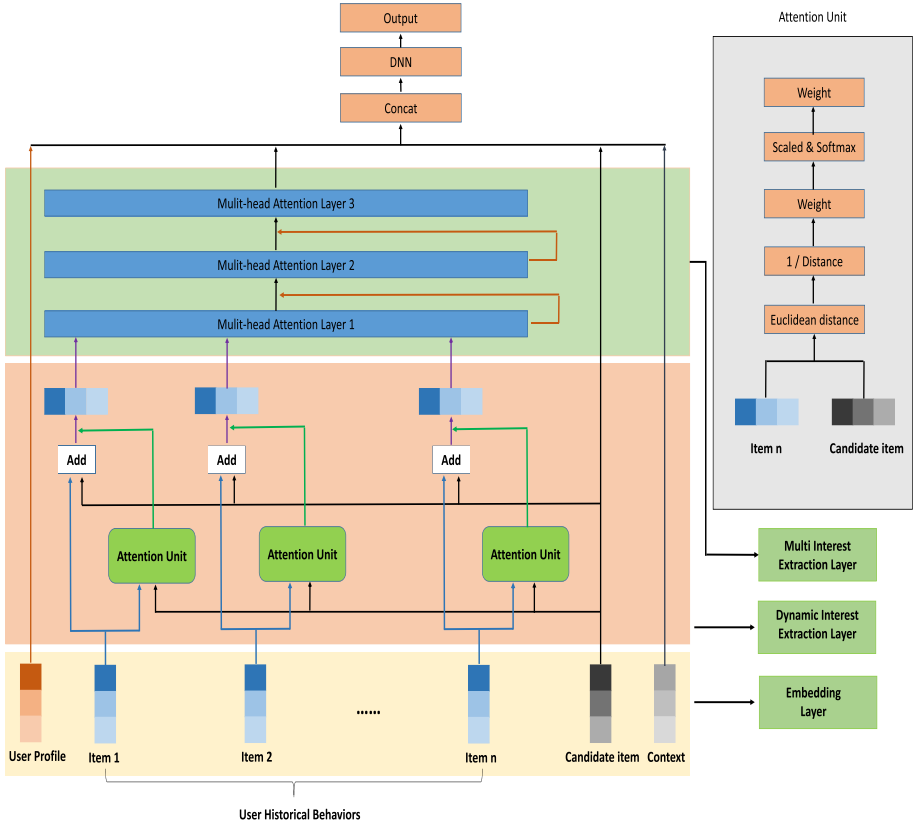 Output
DNN
Concat
Mulit-head Attention Layer 3
Mulit-head Attention Layer 2
Mulit-head Attention Layer 1
Add
Add
Add
Attention Unit
Attention Unit
Attention Unit
User Profile
Item 1
Item 2
......
Item n
Candidate item
Context
User Historical Behaviors
Attention Unit
Weight
Scaled & Softmax
Weight
1 / Distance
Euclidean distance
Item n
Candidate item
Multi Interest
Extraction Layer
Dynamic Interest
Extraction Layer
Embedding
Layer